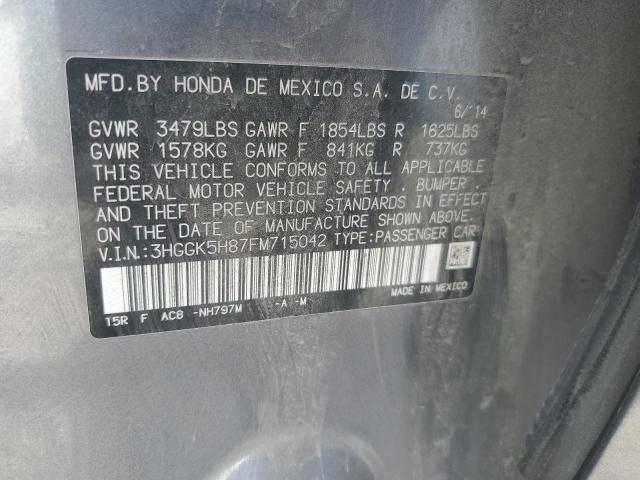 MFD.BY HONDA DE MEXICO S.A. DE C.V.
6/'14
GVWR 3479LBS GAWR F 1854LBS R 1625LBS
GVWR 1578KG GAWR F 841KG R 737KG
THIS VEHICLE CONFORMS TO ALL APPLICABLE
FEDERAL MOTOR VEHICLE SAFETY . BUMPER .
AND THEFT PREVENTION STANDARDS IN EFFECT
ON THE DATE OF MANUFACTURE SHOWN ABOVE.
V.I.N.:3HGGK5H87FM715042 TYPE:PASSENGER CAR
MADE IN MEXICO
15R F AC8 -NH797M -A -M